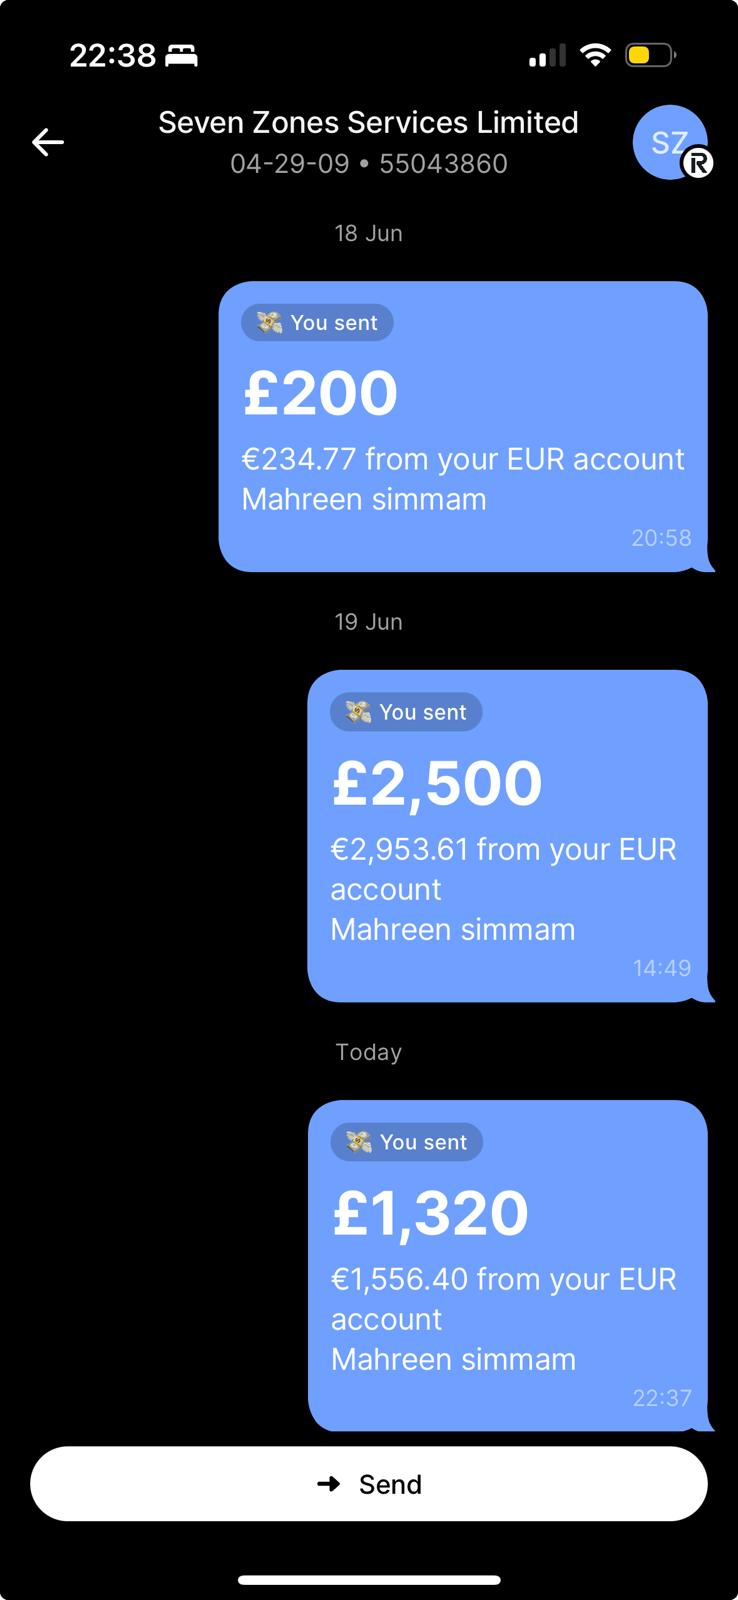 22:38
Seven Zones Services Limited
04-29-09 • 55043860
SZ
R
18 Jun
💸 You sent
£200
€234.77 from your EUR account
Mahreen simmam
20:58
19 Jun
💸 You sent
£2,500
€2,953.61 from your EUR
account
Mahreen simmam
14:49
Today
💸 You sent
£1,320
€1,556.40 from your EUR
account
Mahreen simmam
22:37
→ Send